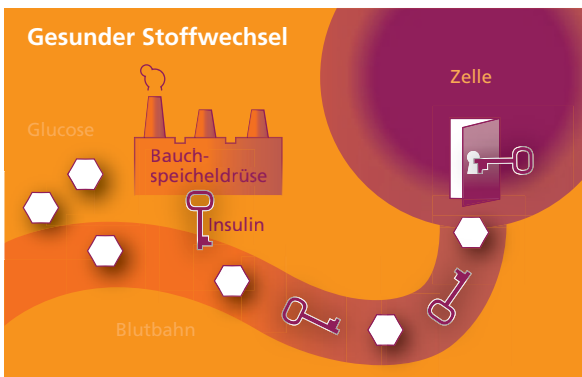 Gesunder Stoffwechsel
Zelle
Glucose
Bauch-
speicheldrüse
Insulin
Blutbahn